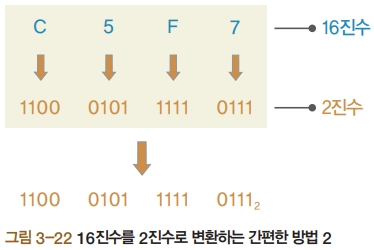 C 5 F 7 16진수
1100 0101 1111 0111 2진수
1100 0101 1111 0111₂
그림 3-22 16진수를 2진수로 변환하는 간편한 방법 2